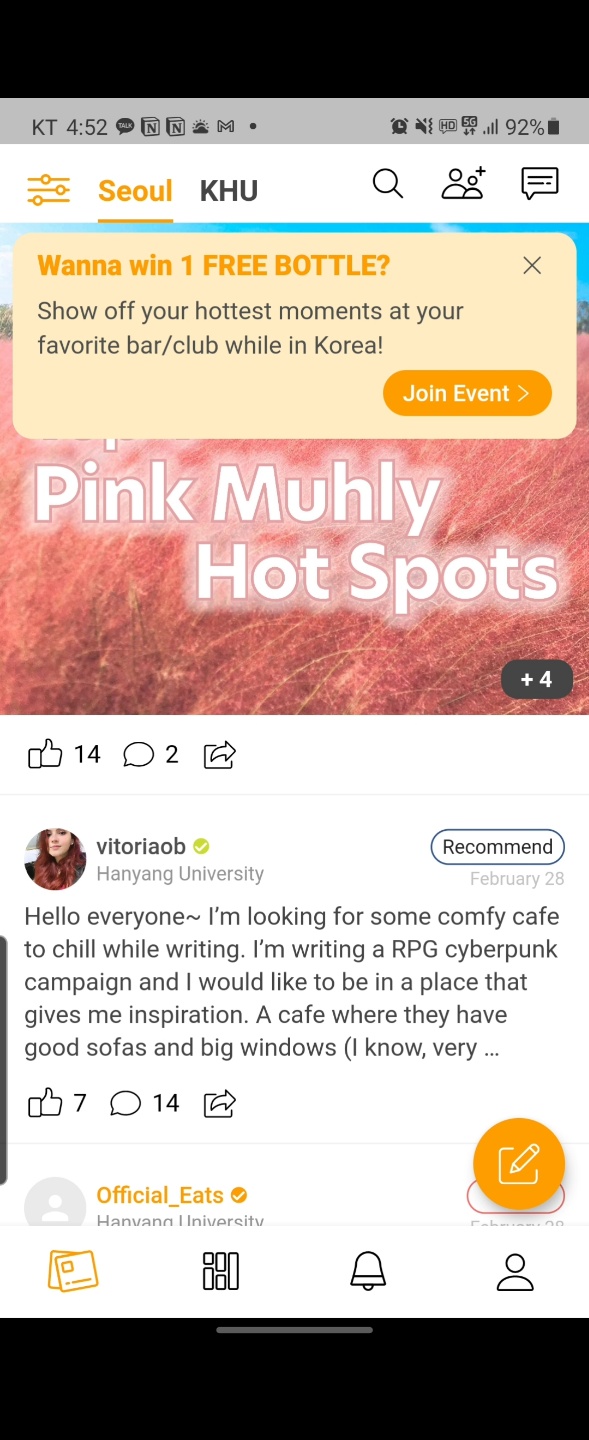 KT 4:52 TALK N N M • HD 5G 92%
Seoul KHU
Wanna win 1 FREE BOTTLE?
Show off your hottest moments at your
favorite bar/club while in Korea!
Join Event >
Pink Muhly
Hot Spots
+ 4
14 2
vitoriaob
Recommend
Hanyang University
February 28
Hello everyone~ I'm looking for some comfy cafe
to chill while writing. I'm writing a RPG cyberpunk
campaign and I would like to be in a place that
gives me inspiration. A cafe where they have
good sofas and big windows (I know, very ...
7 14
Official_Eats
Hanyang University
February 28